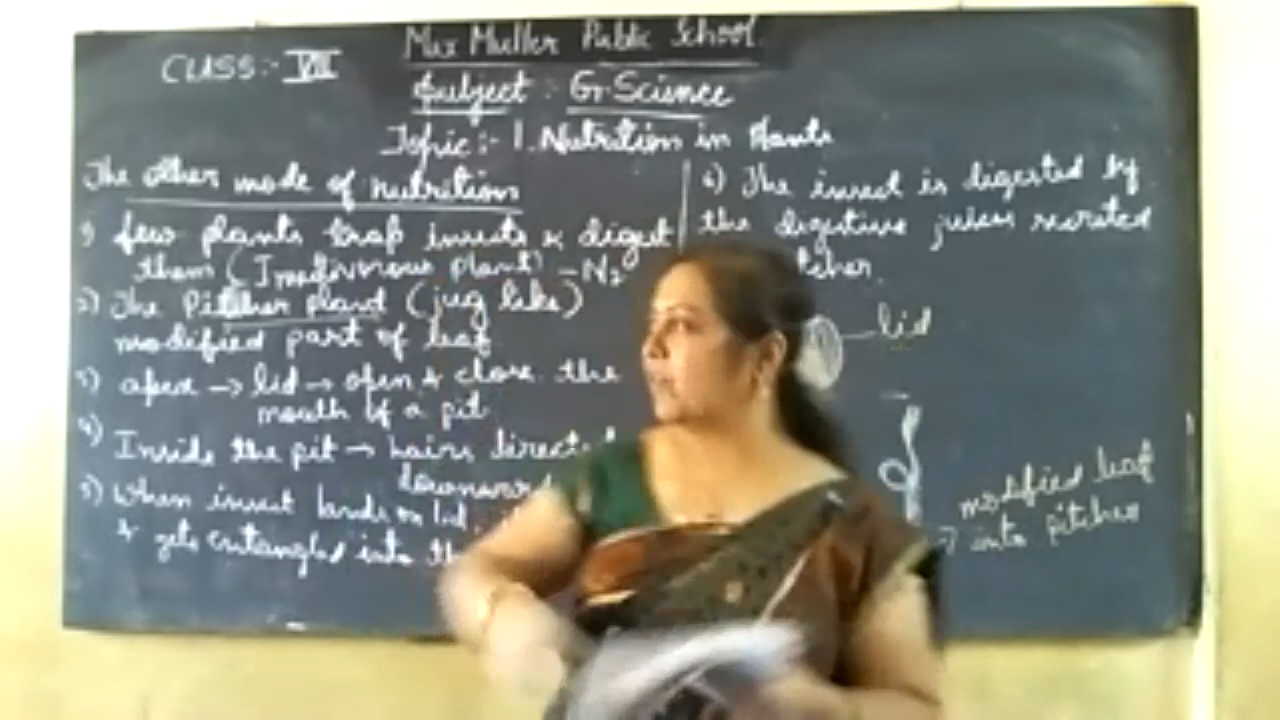 Max Muller Public School
CLASS:- VII
Subject : Gr. Science
Topic:- 1. Nutrition in Plants
The other mode of nutrition
1) few plants trap insects & digest
them (Insectivorous plant) - N2
2) The Pitcher plant (jug like)
modified part of leaf
3) apex → lid → open & close the
mouth of a pit
4) Inside the pit → hairs directed
downward
5) When insect lands on lid
& gets entangled into the
6) The insect is digested by
the digestive juices secreted
lid
modified leaf
into pitcher